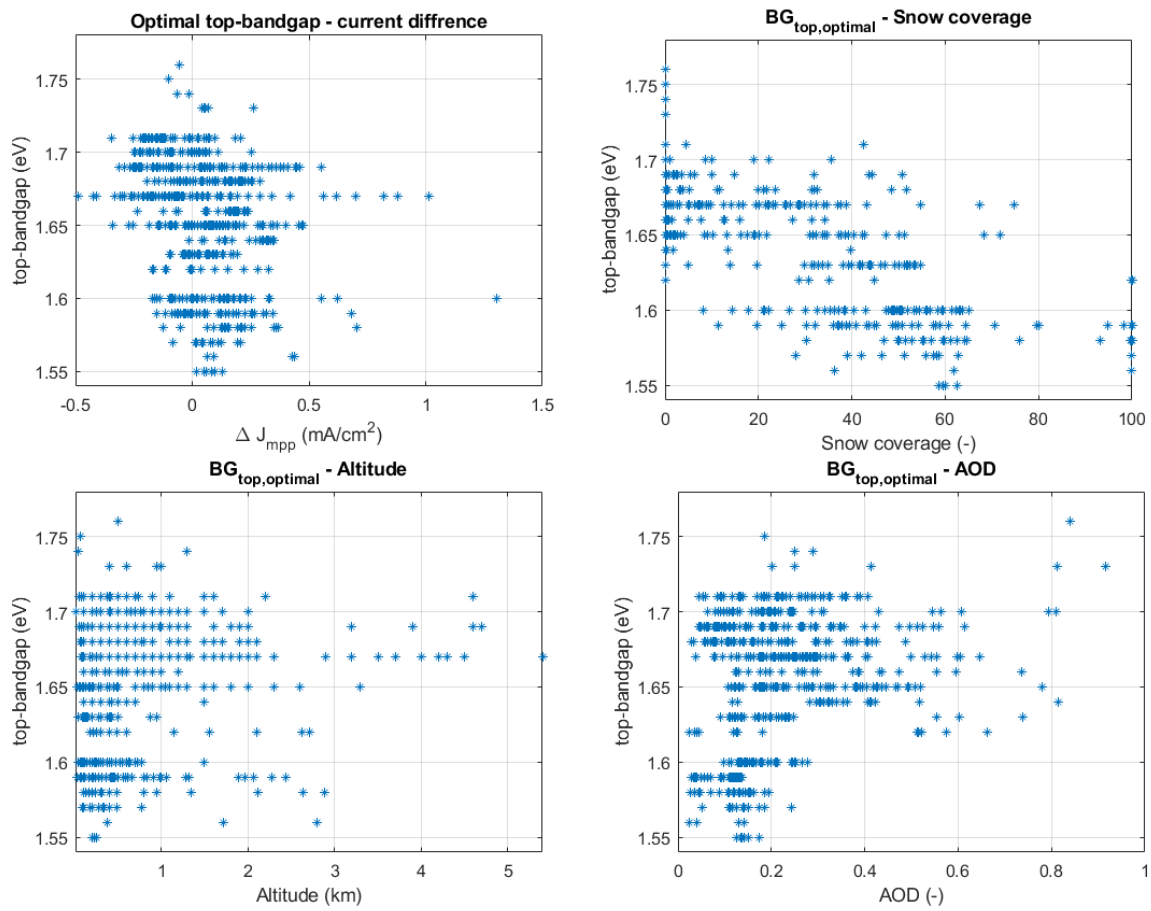 Optimal top-bandgap - current diffrence
top-bandgap (eV)
1.75
1.7
1.65
1.6
1.55
-0.5 0 0.5 1 1.5
Δ J_mpp (mA/cm²)
BG_top,optimal - Snow coverage
top-bandgap (eV)
1.75
1.7
1.65
1.6
1.55
0 20 40 60 80 100
Snow coverage (-)
BG_top,optimal - Altitude
top-bandgap (eV)
1.75
1.7
1.65
1.6
1.55
1 2 3 4 5
Altitude (km)
BG_top,optimal - AOD
top-bandgap (eV)
1.75
1.7
1.65
1.6
1.55
0 0.2 0.4 0.6 0.8 1
AOD (-)